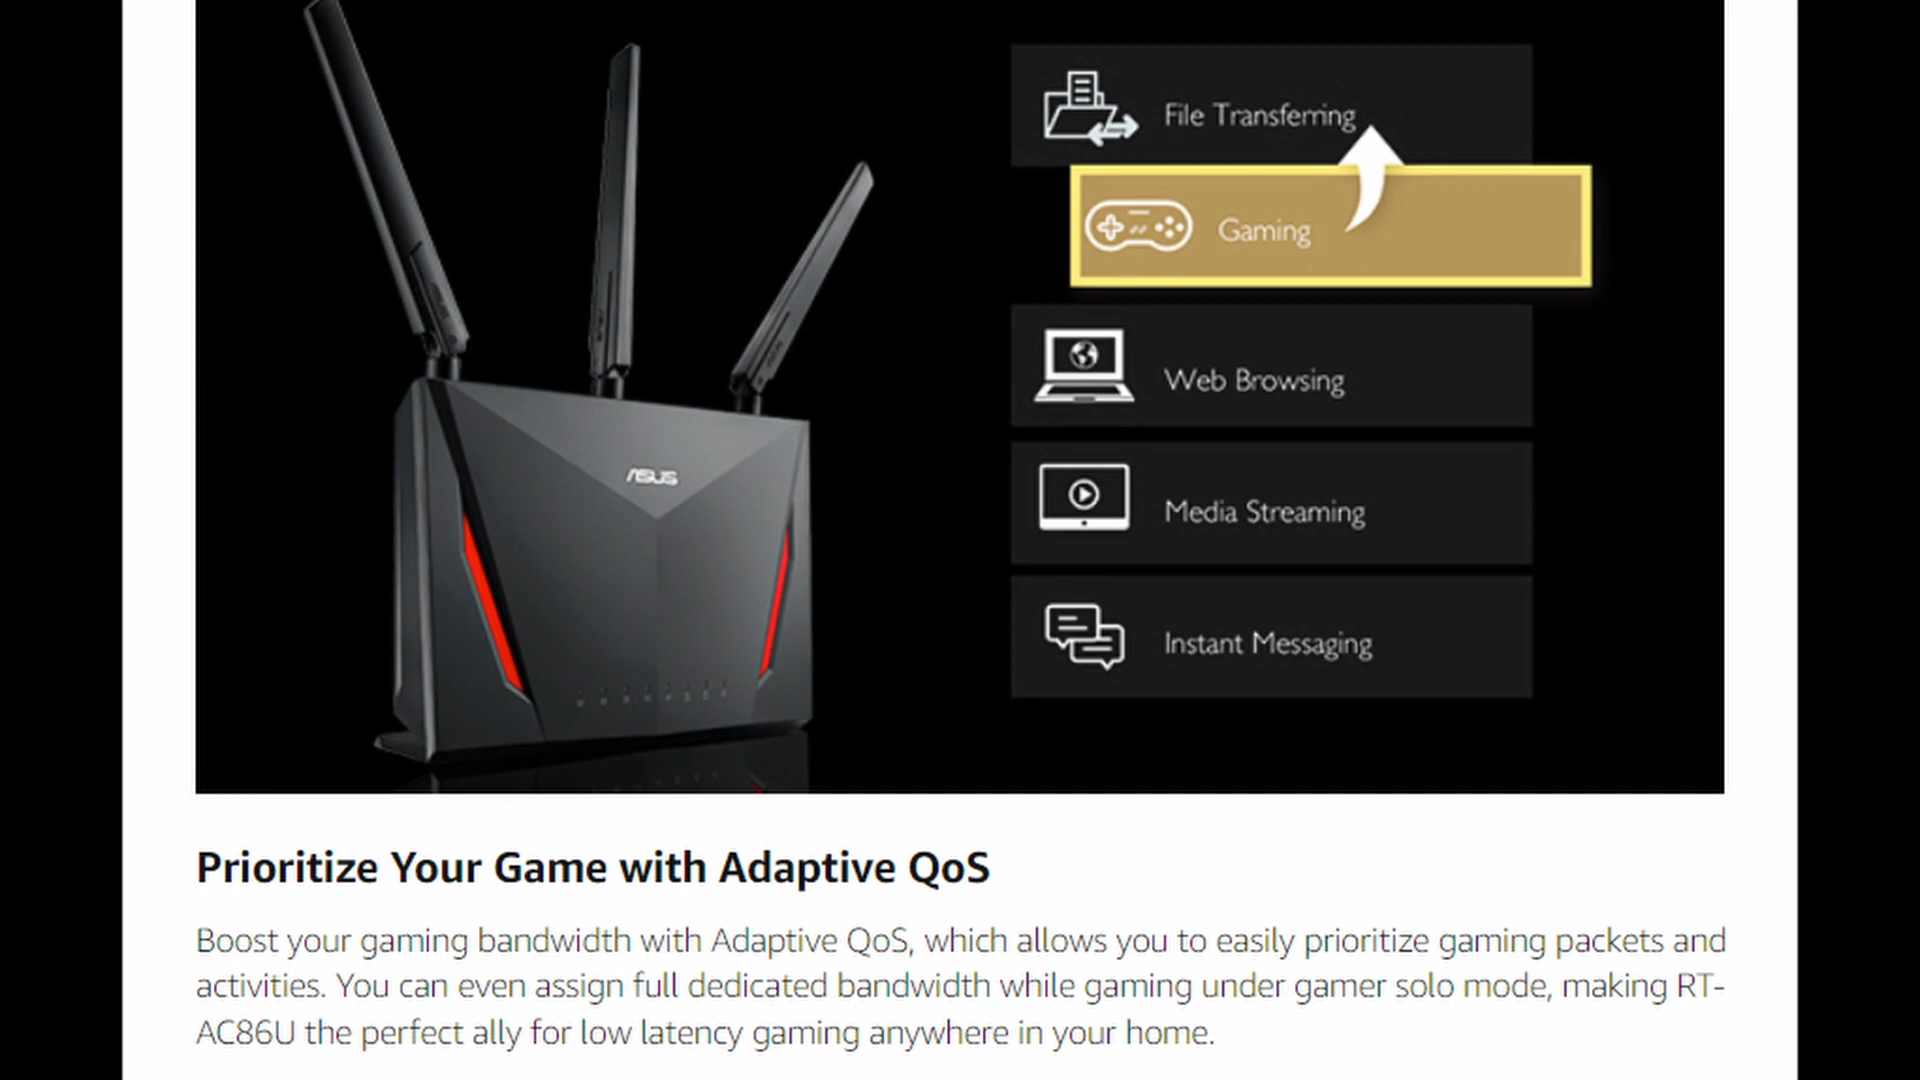 ASUS
File Transferring
Gaming
Web Browsing
Media Streaming
Instant Messaging
Prioritize Your Game with Adaptive QoS
Boost your gaming bandwidth with Adaptive QoS, which allows you to easily prioritize gaming packets and
activities. You can even assign full dedicated bandwidth while gaming under gamer solo mode, making RT-
AC86U the perfect ally for low latency gaming anywhere in your home.